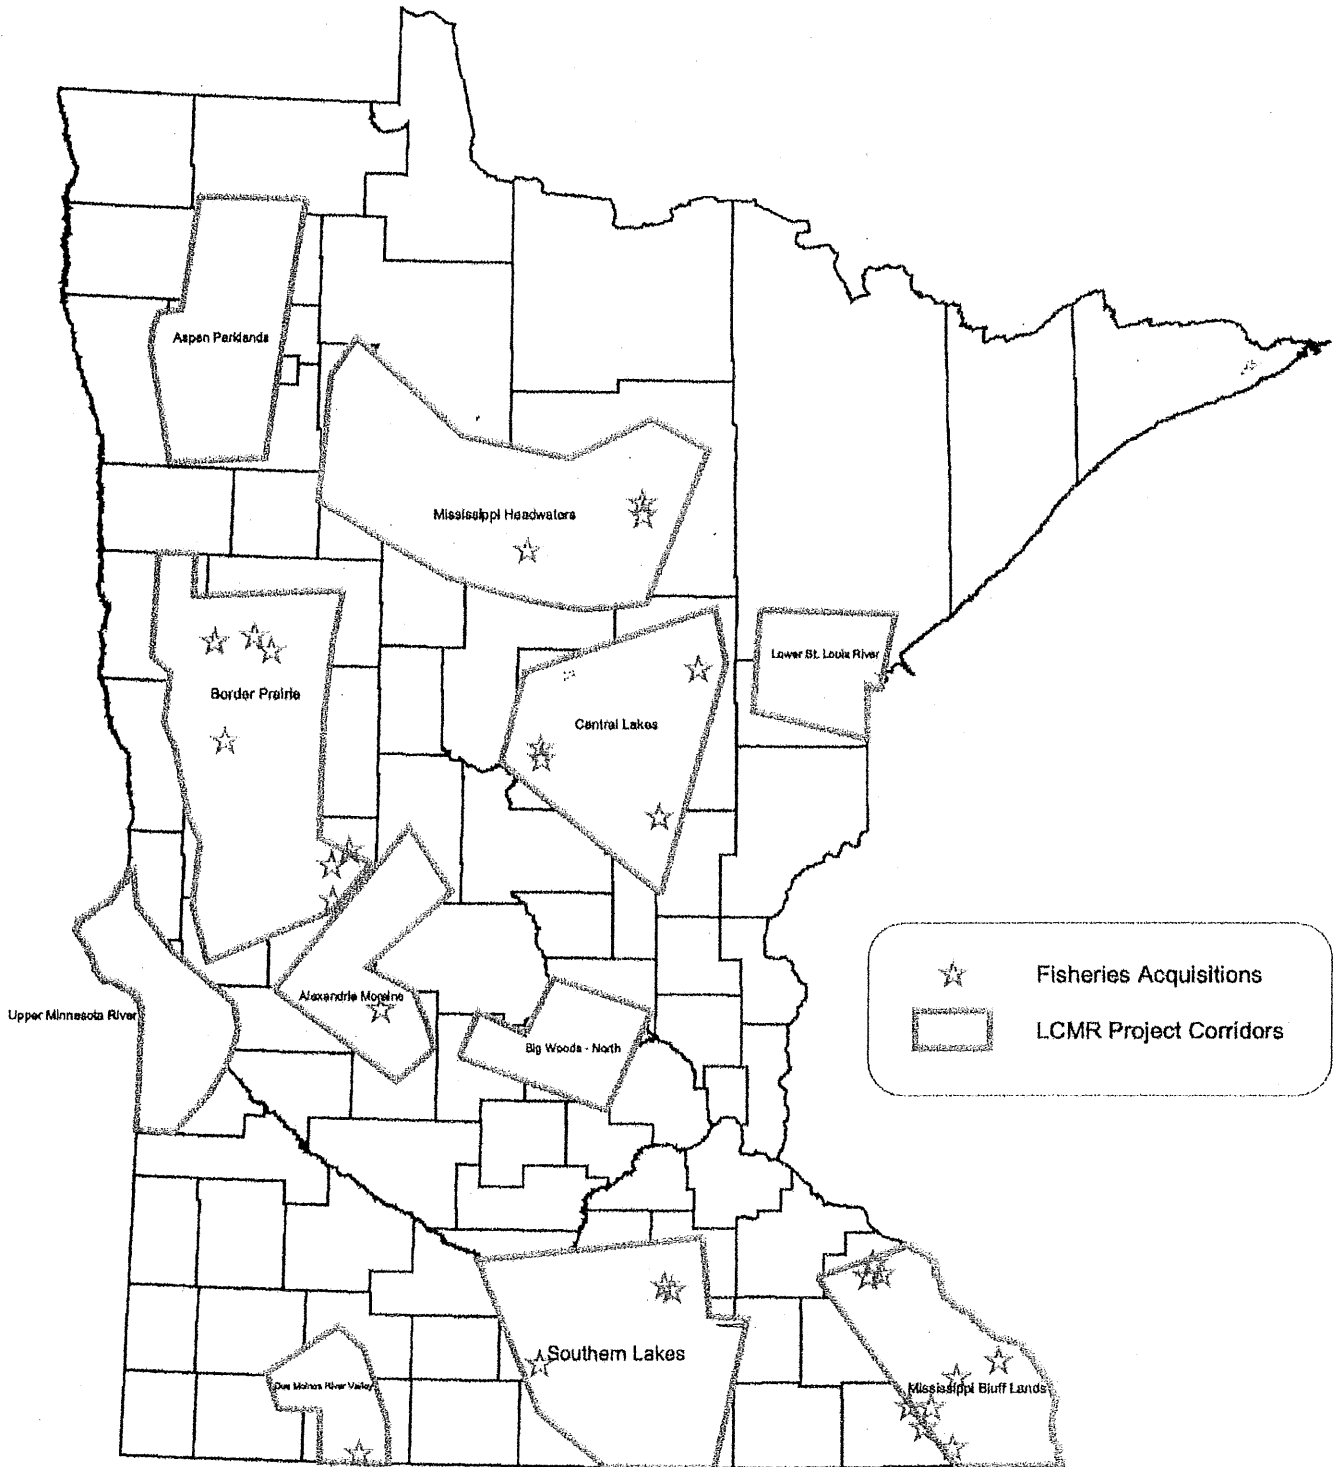 Aspen Parklands
Mississippi Headwaters
Lower St. Louis River
Border Prairie
Central Lakes
Fisheries Acquisitions
Alexandria Moraine
Upper Minnesota River
LCMR Project Corridors
Big Woods - North
Southern Lakes
Des Moines River Valley
Mississippi Bluff Lands